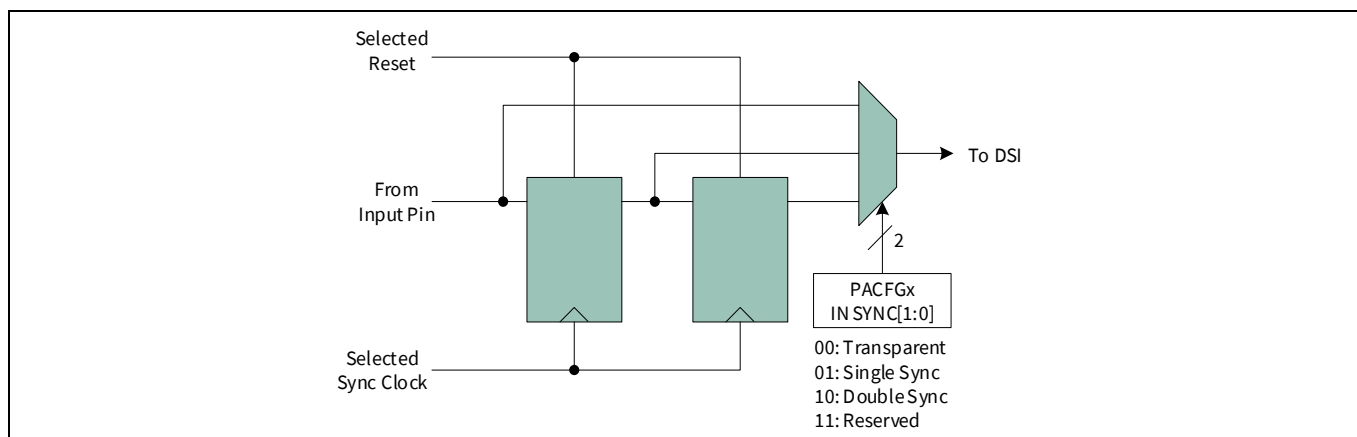 Selected
Reset
To DSI
From
Input Pin
2
PACFGx
IN SYNC[1:0]
00: Transparent
Selected
Sync Clock
01: Single Sync
10: Double Sync
11: Reserved